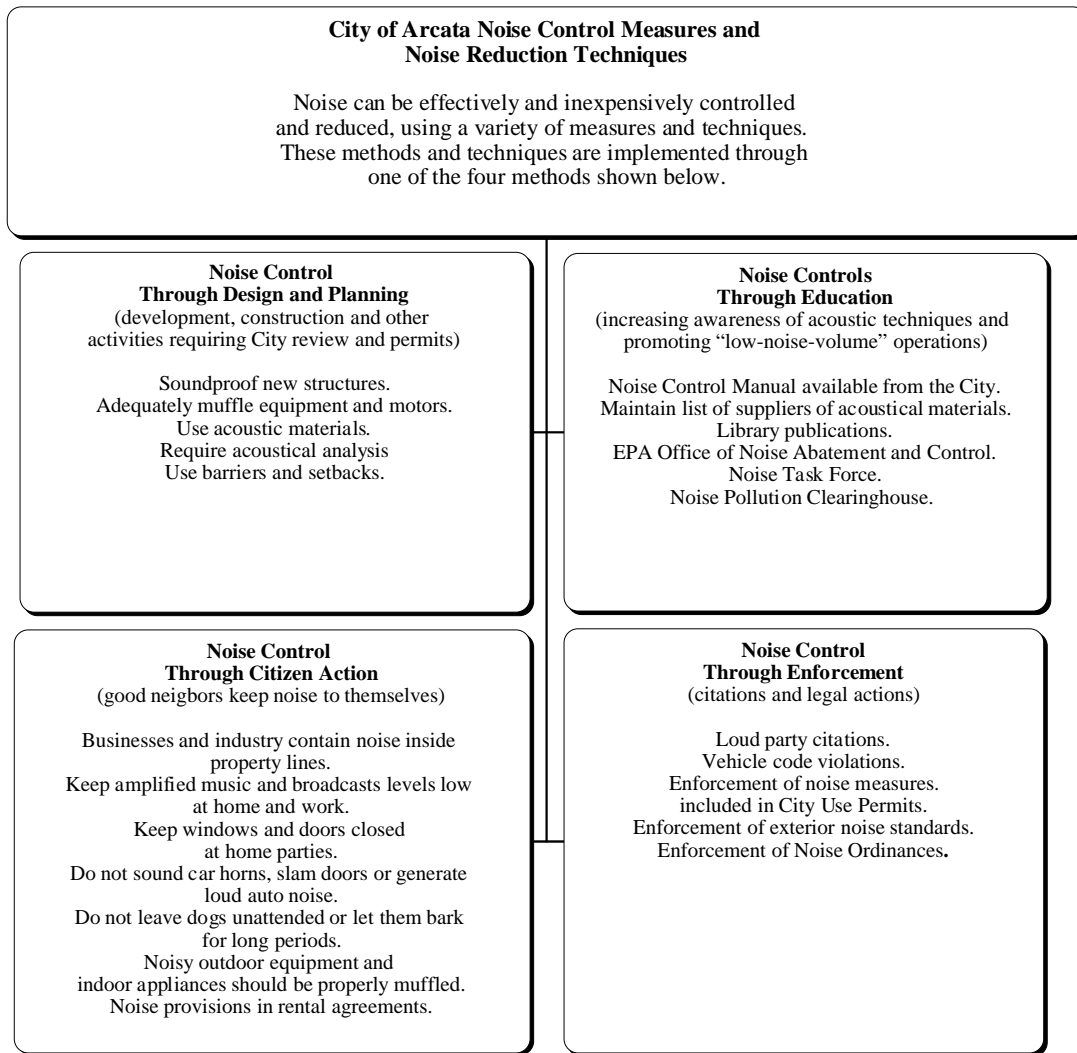 City of Arcata Noise Control Measures and
Noise Reduction Techniques
Noise can be effectively and inexpensively controlled
and reduced, using a variety of measures and techniques.
These methods and techniques are implemented through
one of the four methods shown below.
Noise Control
Through Design and Planning
(development, construction and other
activities requiring City review and permits)
Soundproof new structures.
Adequately muffle equipment and motors.
Use acoustic materials.
Require acoustical analysis
Use barriers and setbacks.
Noise Controls
Through Education
(increasing awareness of acoustic techniques and
promoting “low-noise-volume” operations)
Noise Control Manual available from the City.
Maintain list of suppliers of acoustical materials.
Library publications.
EPA Office of Noise Abatement and Control.
Noise Task Force.
Noise Pollution Clearinghouse.
Noise Control
Through Citizen Action
(good neigbors keep noise to themselves)
Businesses and industry contain noise inside
property lines.
Keep amplified music and broadcasts levels low
at home and work.
Keep windows and doors closed
at home parties.
Do not sound car horns, slam doors or generate
loud auto noise.
Do not leave dogs unattended or let them bark
for long periods.
Noisy outdoor equipment and
indoor appliances should be properly muffled.
Noise provisions in rental agreements.
Noise Control
Through Enforcement
(citations and legal actions)
Loud party citations.
Vehicle code violations.
Enforcement of noise measures.
included in City Use Permits.
Enforcement of exterior noise standards.
Enforcement of Noise Ordinances.